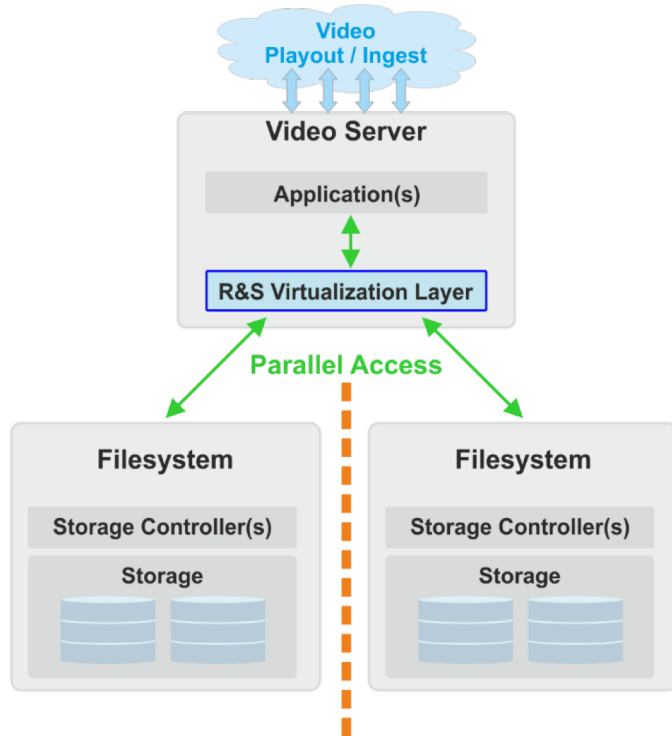 Video
Playout / Ingest
Video Server
Application(s)
R&S Virtualization Layer
Parallel Access
Filesystem
Storage Controller(s)
Storage
Filesystem
Storage Controller(s)
Storage